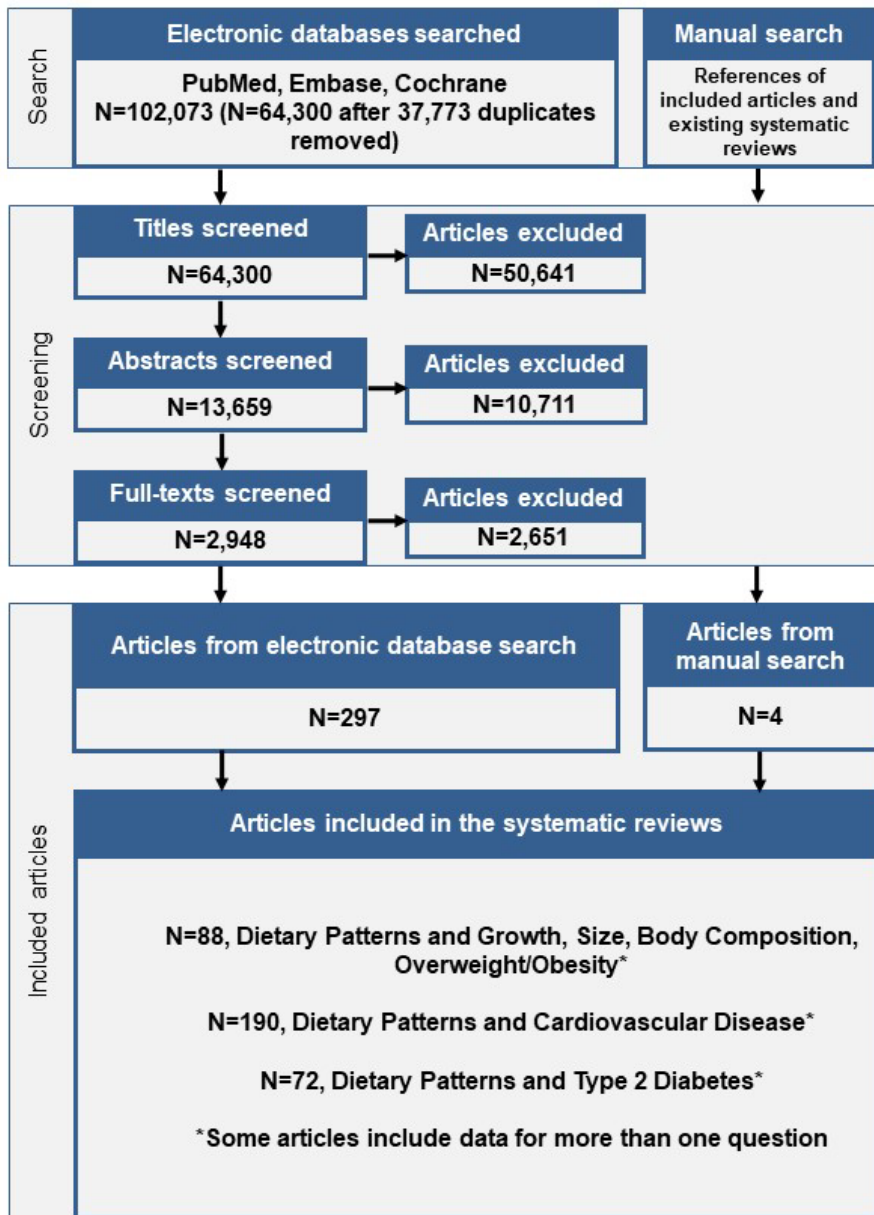 Search
Electronic databases searched
PubMed, Embase, Cochrane
N=102,073 (N=64,300 after 37,773 duplicates
removed)
Manual search
References of
included articles and
existing systematic
reviews
Screening
Titles screened
N=64,300
Articles excluded
N=50,641
Abstracts screened
N=13,659
Articles excluded
N=10,711
Full-texts screened
N=2,948
Articles excluded
N=2,651
Included articles
Articles from electronic database search
N=297
Articles from
manual search
N=4
Articles included in the systematic reviews
N=88, Dietary Patterns and Growth, Size, Body Composition,
Overweight/Obesity*
N=190, Dietary Patterns and Cardiovascular Disease*
N=72, Dietary Patterns and Type 2 Diabetes*
*Some articles include data for more than one question